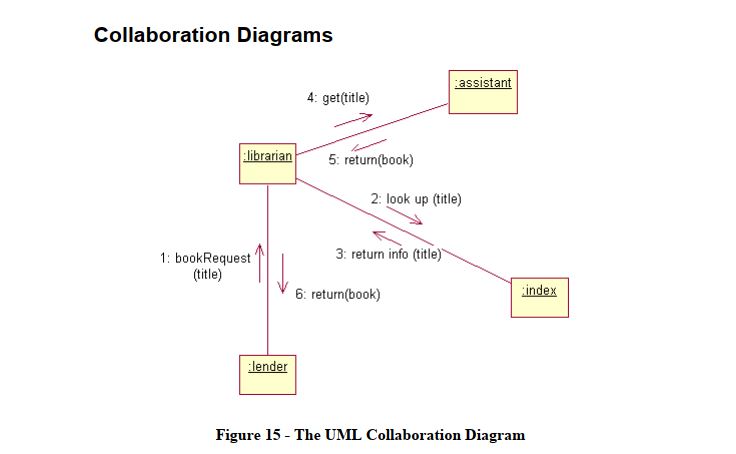 Collaboration Diagrams
:assistant
4: get(title)
:librarian
5: return(book)
2: look up (title)
1: bookRequest
(title)
3: return info (title)
6: return(book)
:index
:lender
Figure 15 - The UML Collaboration Diagram